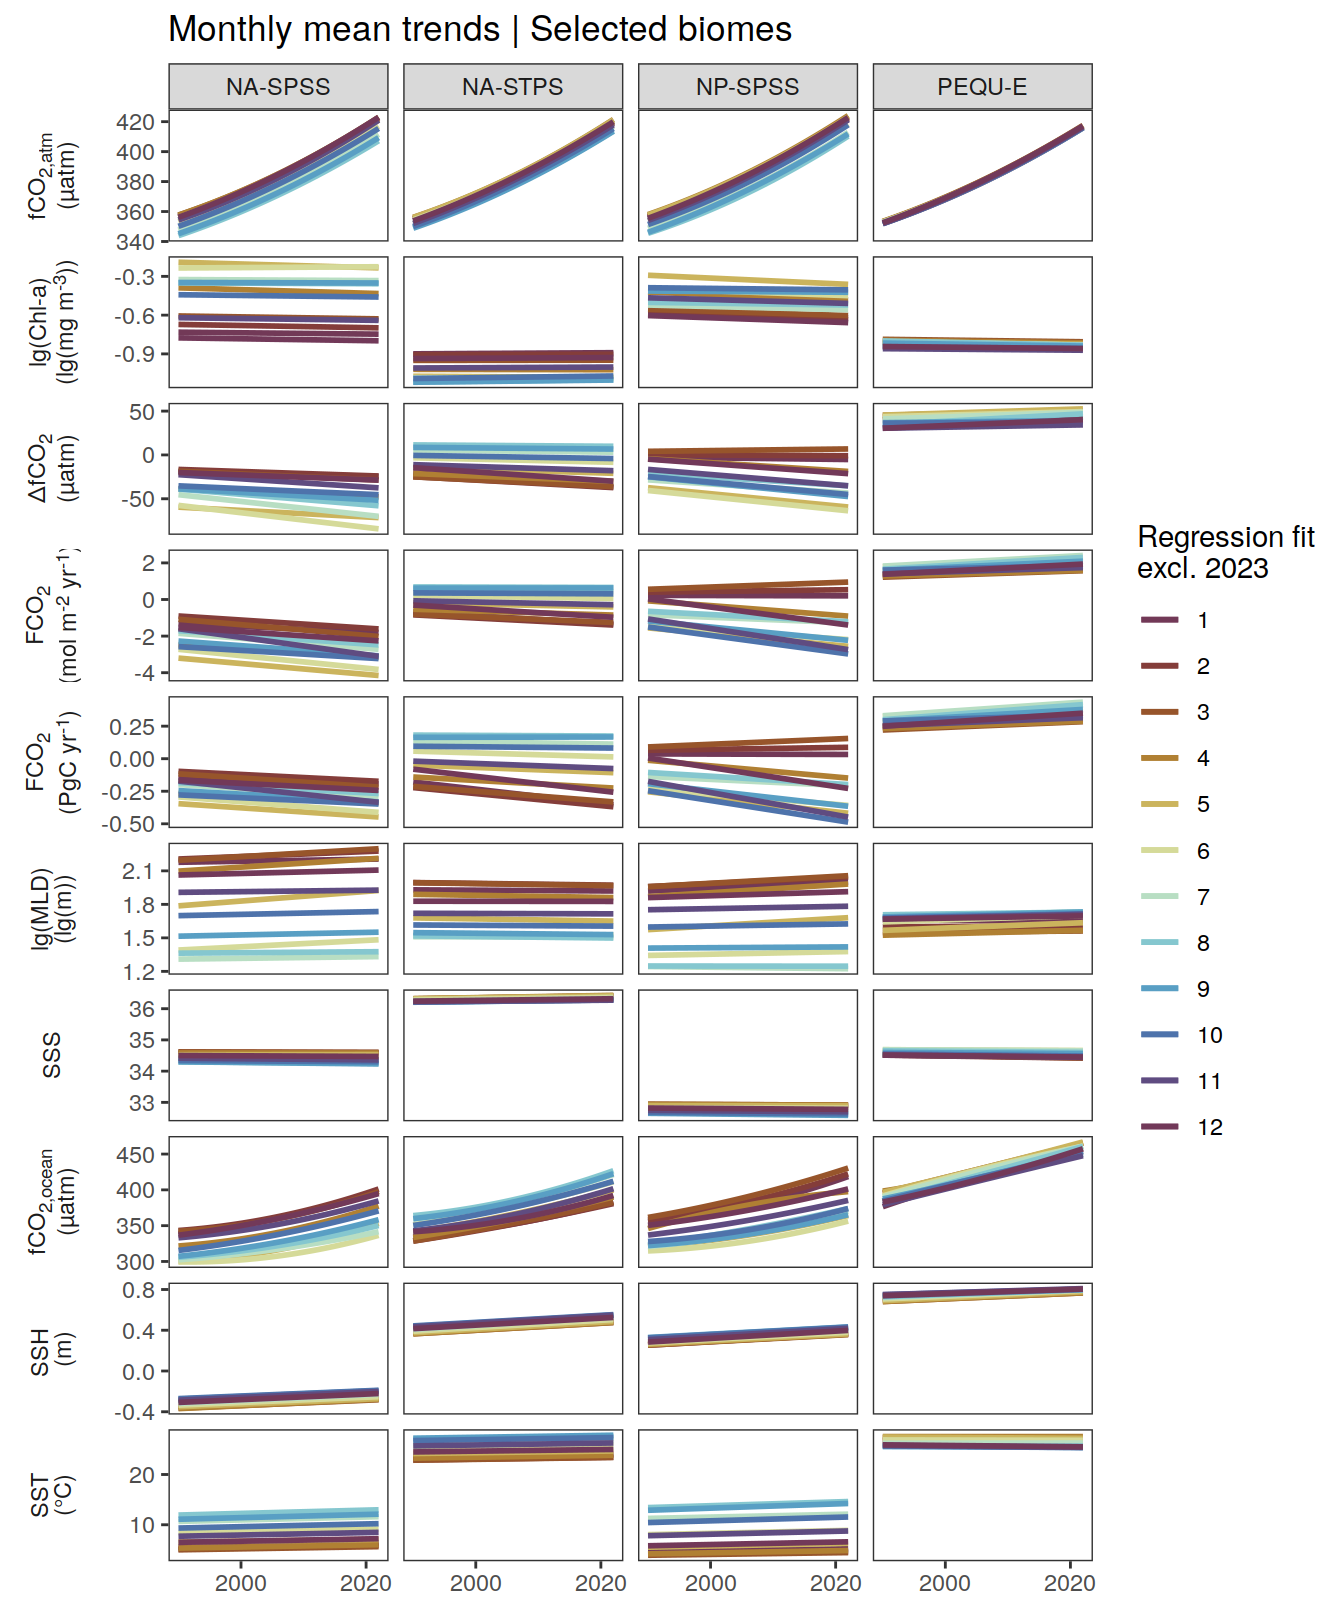 Monthly mean trends | Selected biomes
NA-SPSS
NA-STPS
NP-SPSS
PEQU-E
fCO2,atm
(µatm)
420
400
380
360
340
lg(Chl-a)
(lg(mg m-3))
-0.3
-0.6
-0.9
ΔfCO2
(µatm)
50
0
-50
FCO2
(mol m-2 yr-1)
2
0
-2
-4
FCO2
(PgC yr-1)
0.25
0.00
-0.25
-0.50
lg(MLD)
(lg(m))
2.1
1.8
1.5
1.2
SSS
36
35
34
33
fCO2,ocean
(µatm)
450
400
350
300
SSH
(m)
0.8
0.4
0.0
-0.4
SST
(°C)
20
10
2000
2020
2000
2020
2000
2020
2000
2020
Regression fit
excl. 2023
1
2
3
4
5
6
7
8
9
10
11
12